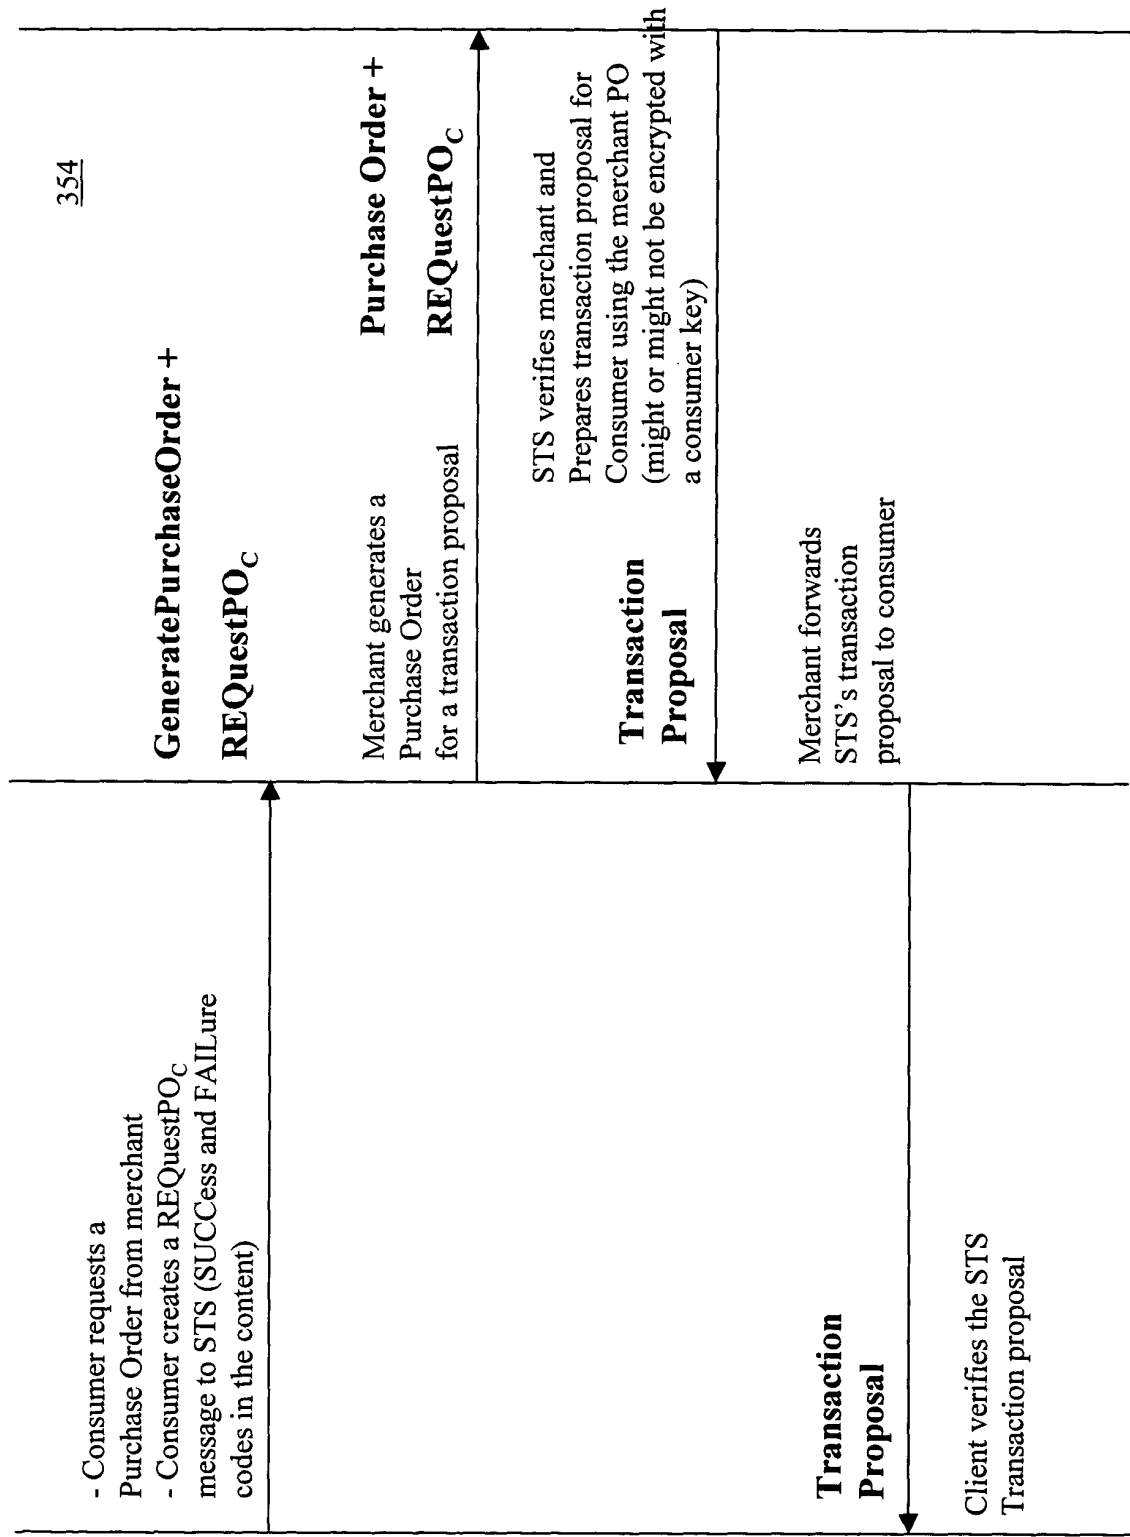 354
- Consumer requests a
Purchase Order from merchant
- Consumer creates a REQuestPOC
message to STS (SUCCess and FAILure
codes in the content)
GeneratePurchaseOrder +
REQuestPOC
Merchant generates a
Purchase Order
for a transaction proposal
Purchase Order +
REQuestPOC
STS verifies merchant and
Prepares transaction proposal for
Consumer using the merchant PO
(might or might not be encrypted with
a consumer key)
Transaction
Proposal
Merchant forwards
STS's transaction
proposal to consumer
Transaction
Proposal
Client verifies the STS
Transaction proposal